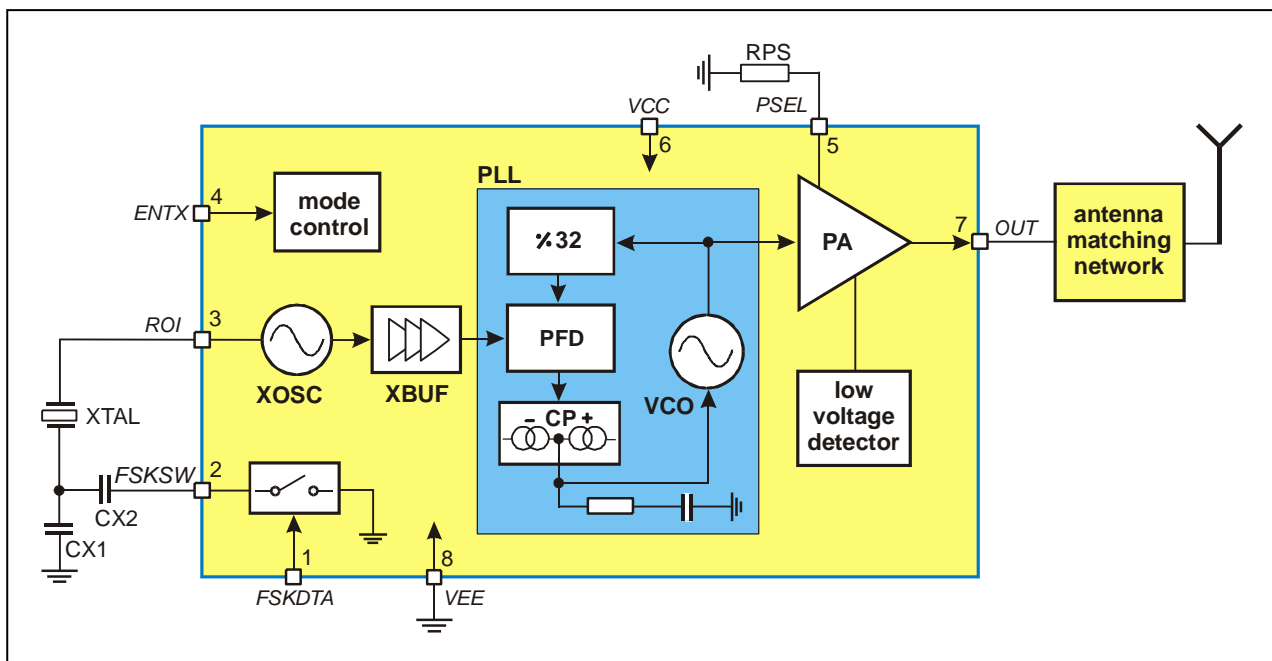 RPS
VCC
PSEL
6
5
PLL
4
ENTX
mode
control
٪32
PA
7
OUT
antenna
matching
network
3
ROI
PFD
XOSC
XBUF
VCO
low
voltage
detector
- CP +
XTAL
FSKSW
2
CX2
CX1
1
8
FSKDTA
VEE